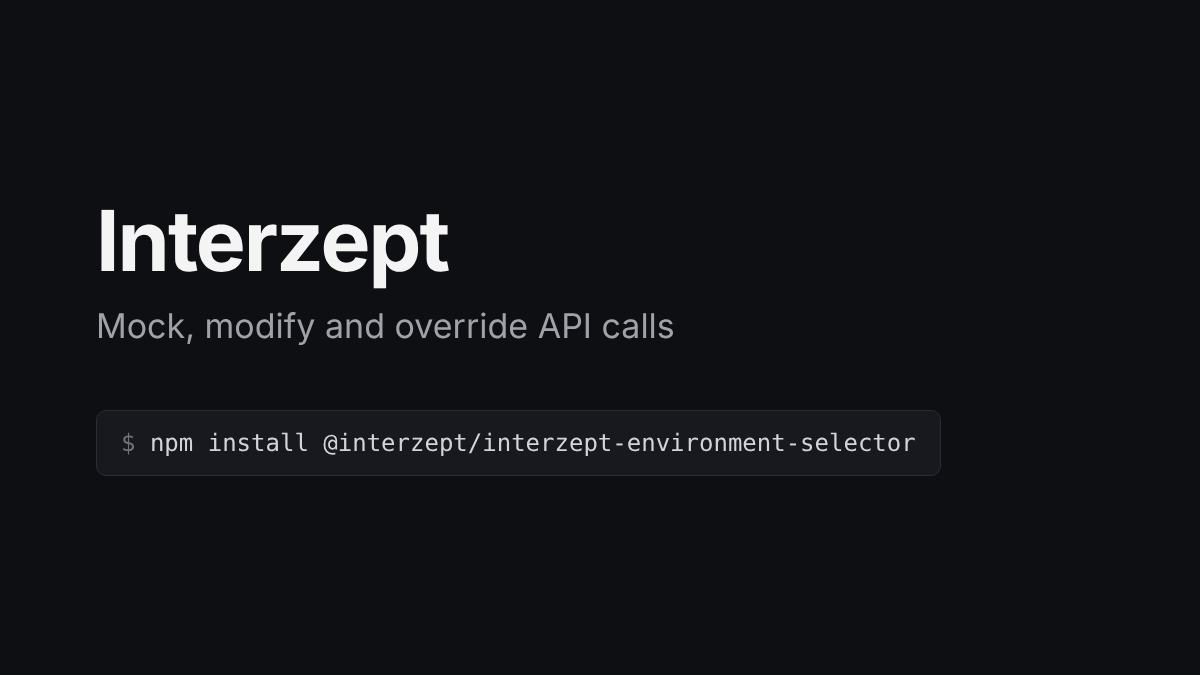 Interzept
Mock, modify and override API calls
$ npm install @interzept/interzept-environment-selector